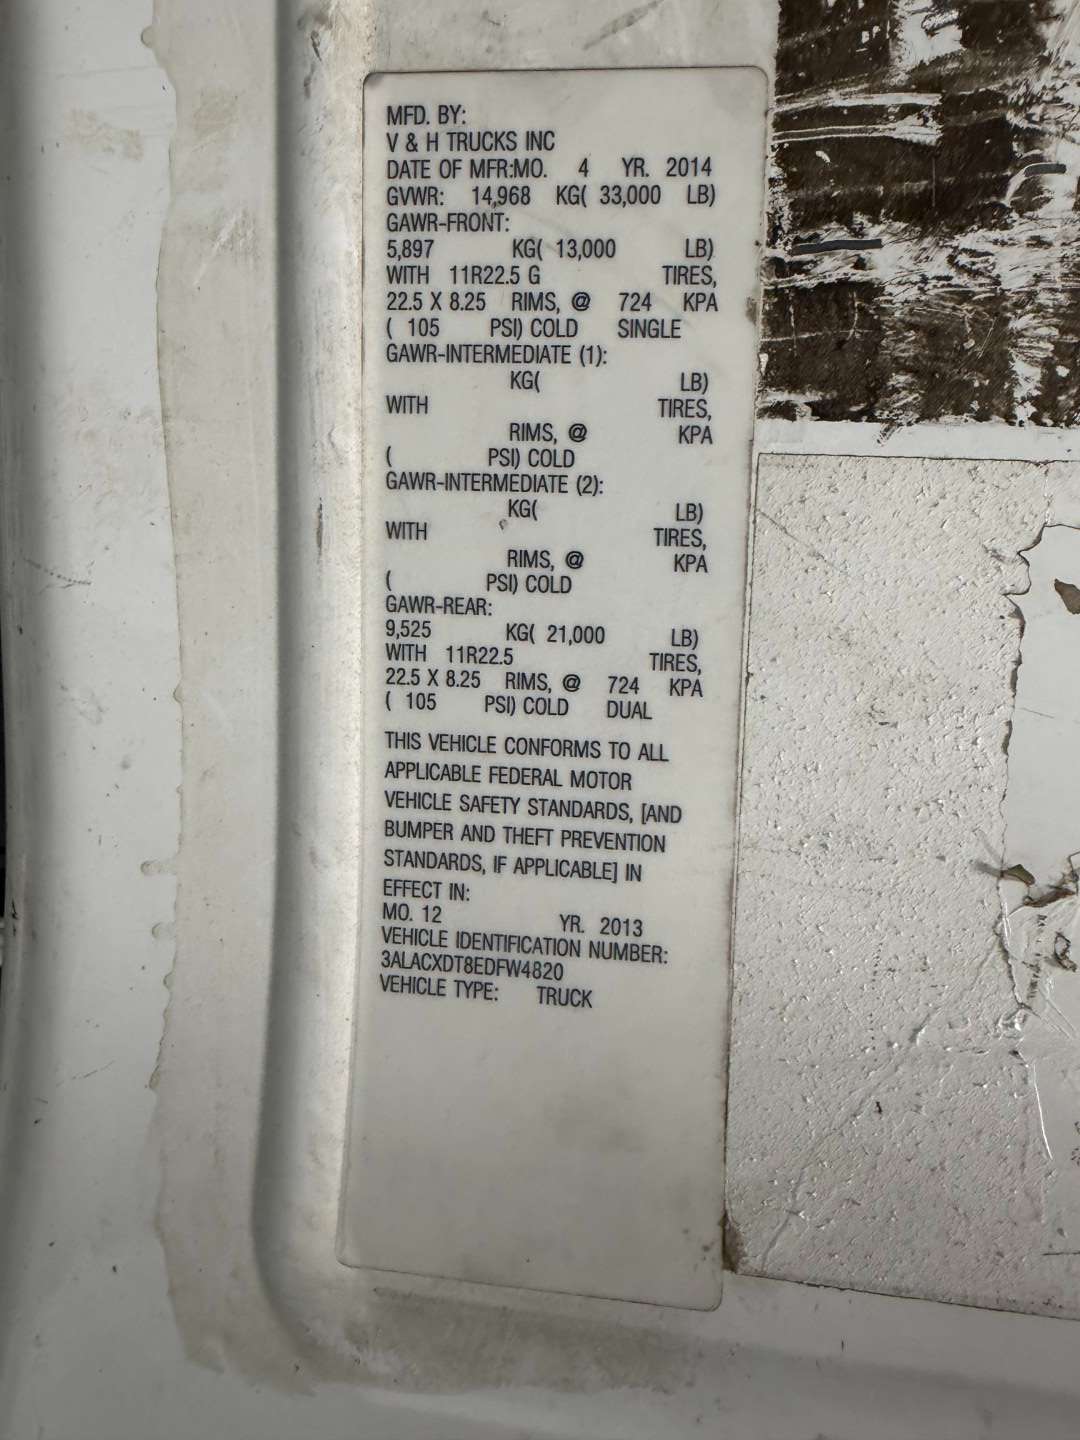 MFD. BY:
V & H TRUCKS INC
DATE OF MFR:MO. 4 YR. 2014
GVWR: 14,968 KG( 33,000 LB)
GAWR-FRONT:
5,897 KG( 13,000 LB)
WITH 11R22.5 G TIRES,
22.5 X 8.25 RIMS, @ 724 KPA
( 105 PSI) COLD SINGLE
GAWR-INTERMEDIATE (1):
KG( LB)
WITH TIRES,
RIMS, @ KPA
( PSI) COLD
GAWR-INTERMEDIATE (2):
KG( LB)
WITH TIRES,
RIMS, @ KPA
( PSI) COLD
GAWR-REAR:
9,525 KG( 21,000 LB)
WITH 11R22.5 TIRES,
22.5 X 8.25 RIMS, @ 724 KPA
( 105 PSI) COLD DUAL
THIS VEHICLE CONFORMS TO ALL
APPLICABLE FEDERAL MOTOR
VEHICLE SAFETY STANDARDS, [AND
BUMPER AND THEFT PREVENTION
STANDARDS, IF APPLICABLE] IN
EFFECT IN:
MO. 12 YR. 2013
VEHICLE IDENTIFICATION NUMBER:
3ALACXDT8EDFW4820
VEHICLE TYPE: TRUCK